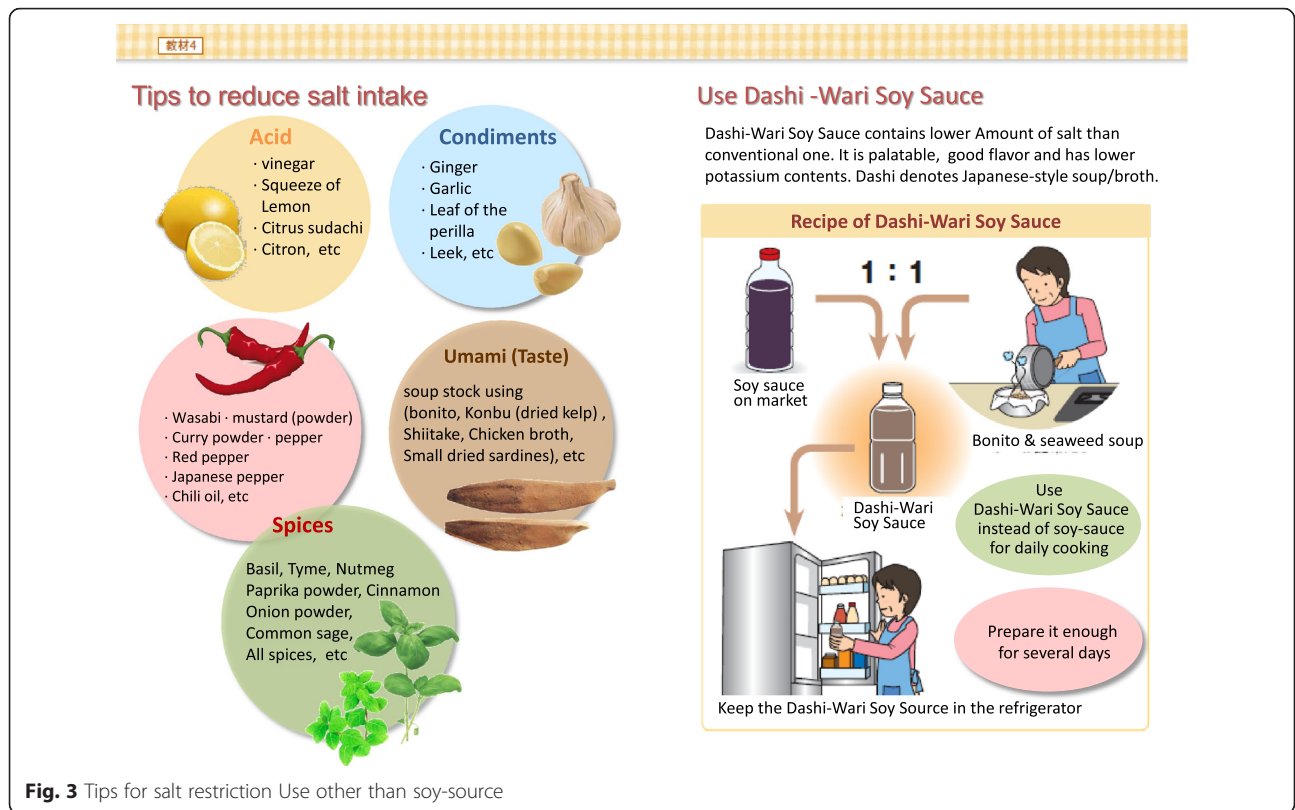 教材4
Tips to reduce salt intake
Acid
· vinegar
· Squeeze of
Lemon
· Citrus sudachi
· Citron, etc
Condiments
· Ginger
· Garlic
· Leaf of the
perilla
· Leek, etc
· Wasabi · mustard (powder)
· Curry powder · pepper
· Red pepper
· Japanese pepper
· Chili oil, etc
Umami (Taste)
soup stock using
(bonito, Konbu (dried kelp) ,
Shiitake, Chicken broth,
Small dried sardines), etc
Spices
Basil, Tyme, Nutmeg
Paprika powder, Cinnamon
Onion powder,
Common sage,
All spices, etc
Use Dashi -Wari Soy Sauce
Dashi-Wari Soy Sauce contains lower Amount of salt than
conventional one. It is palatable, good flavor and has lower
potassium contents. Dashi denotes Japanese-style soup/broth.
Recipe of Dashi-Wari Soy Sauce
1 : 1
Soy sauce
on market
Bonito & seaweed soup
Dashi-Wari
Soy Sauce
Use
Dashi-Wari Soy Sauce
instead of soy-sauce
for daily cooking
Prepare it enough
for several days
Keep the Dashi-Wari Soy Source in the refrigerator
Fig. 3 Tips for salt restriction Use other than soy-source